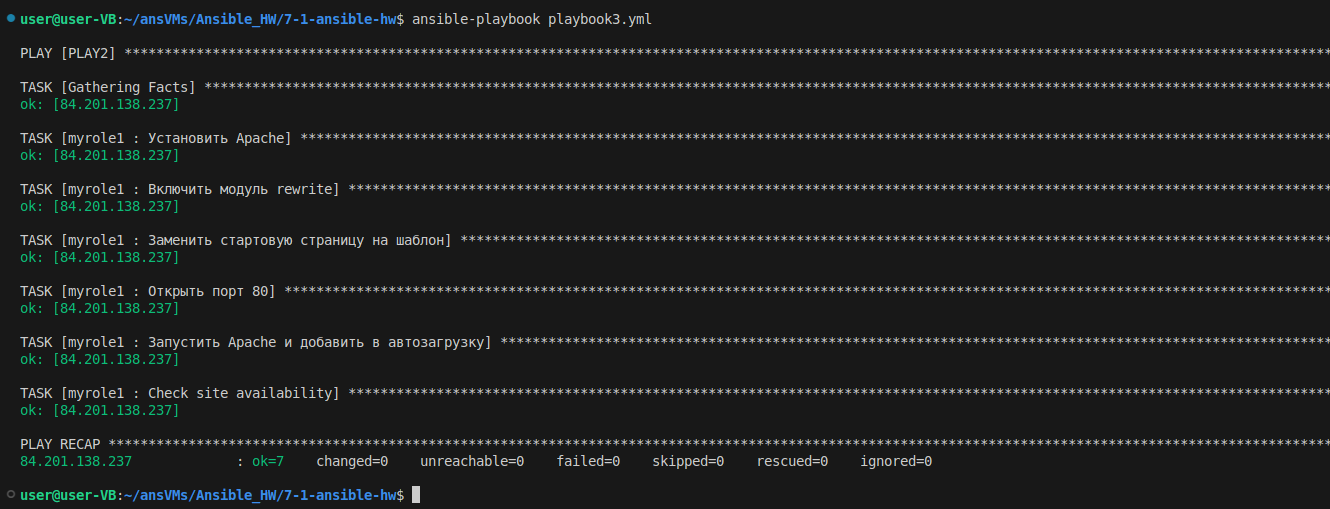 user@user-VB:~/ansVMs/Ansible_HW/7-1-ansible-hw$ ansible-playbook playbook3.yml
PLAY [PLAY2] ****************************************************************************************************************************************************
TASK [Gathering Facts] ******************************************************************************************************************************************
ok: [84.201.138.237]
TASK [myrole1 : Установить Apache] ******************************************************************************************************************************
ok: [84.201.138.237]
TASK [myrole1 : Включить модуль rewrite] ************************************************************************************************************************
ok: [84.201.138.237]
TASK [myrole1 : Заменить стартовую страницу на шаблон] **********************************************************************************************************
ok: [84.201.138.237]
TASK [myrole1 : Открыть порт 80] ********************************************************************************************************************************
ok: [84.201.138.237]
TASK [myrole1 : Запустить Apache и добавить в автозагрузку] *****************************************************************************************************
ok: [84.201.138.237]
TASK [myrole1 : Check site availability] ************************************************************************************************************************
ok: [84.201.138.237]
PLAY RECAP ******************************************************************************************************************************************************
84.201.138.237             : ok=7    changed=0    unreachable=0    failed=0    skipped=0    rescued=0    ignored=0
user@user-VB:~/ansVMs/Ansible_HW/7-1-ansible-hw$